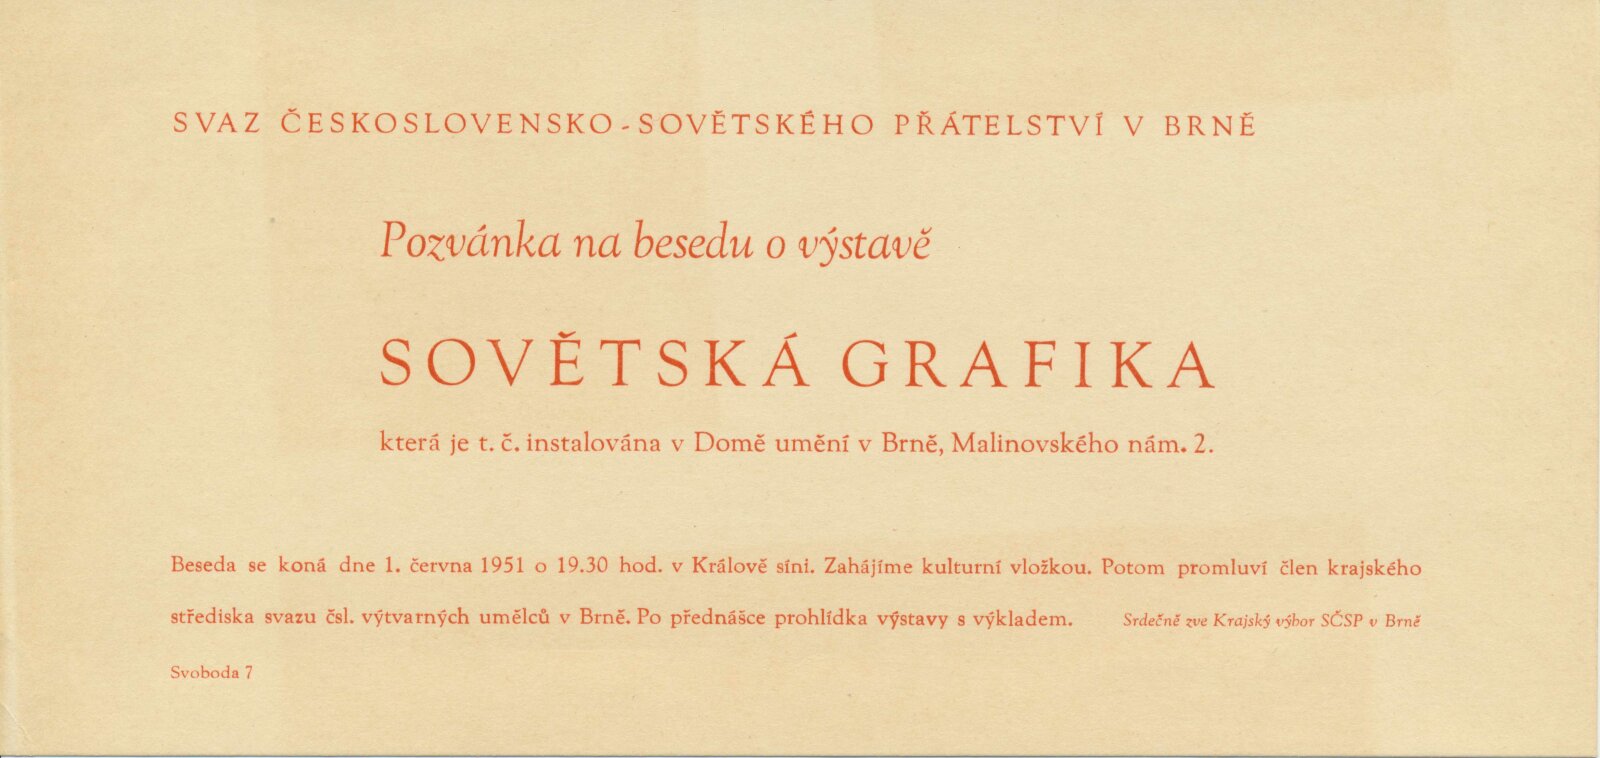 SVAZ ČESKOSLOVENSKO-SOVĚTSKÉHO PŘÁTELSTVÍ V BRNĚ
Pozvánka na besedu o výstavě
SOVĚTSKÁ GRAFIKA
která je t. č. instalována v Domě umění v Brně, Malinovského nám. 2.
Beseda se koná dne 1. června 1951 o 19.30 hod. v Králově síni. Zahájíme kulturní vložkou. Potom promluví člen krajského
střediska svazu čsl. výtvarných umělců v Brně. Po přednášce prohlídka výstavy s výkladem. Srdečně zve Krajský výbor SČSP v Brně
Svoboda 7